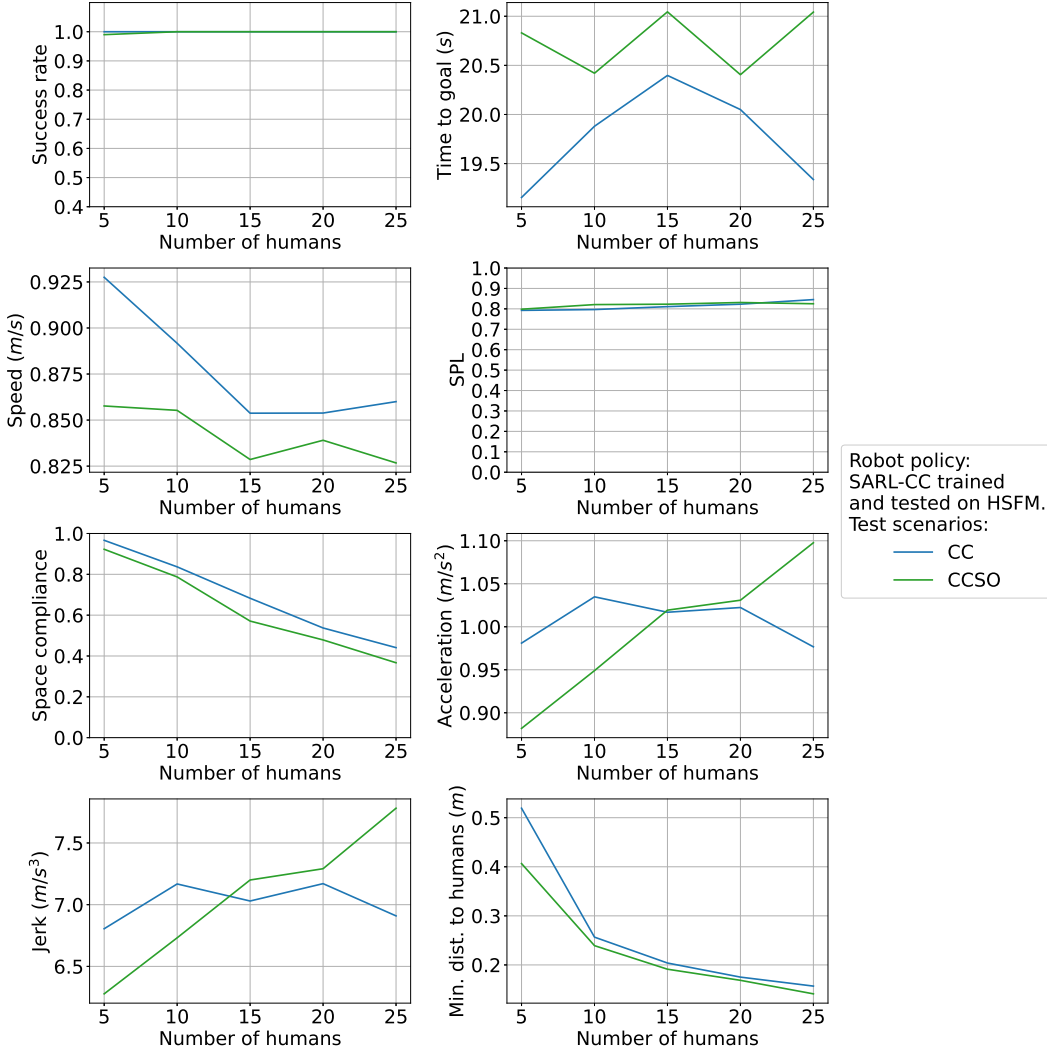 1.0
0.9
0.8
0.7
0.6
0.5
0.4
Success rate
5 10 15 20 25
Number of humans
21.0
20.5
20.0
19.5
Time to goal (s)
5 10 15 20 25
Number of humans
0.925
0.900
0.875
0.850
0.825
Speed (m/s)
5 10 15 20 25
Number of humans
1.0
0.9
0.8
0.7
0.6
0.5
0.4
0.3
0.2
0.1
0.0
SPL
5 10 15 20 25
Number of humans
Robot policy:
SARL-CC trained
and tested on HSFM.
Test scenarios:
CC
CCSO
1.0
0.8
0.6
0.4
0.2
0.0
Space compliance
5 10 15 20 25
Number of humans
1.10
1.05
1.00
0.95
0.90
Acceleration (m/s²)
5 10 15 20 25
Number of humans
7.5
7.0
6.5
Jerk (m/s³)
5 10 15 20 25
Number of humans
0.5
0.4
0.3
0.2
Min. dist. to humans (m)
5 10 15 20 25
Number of humans